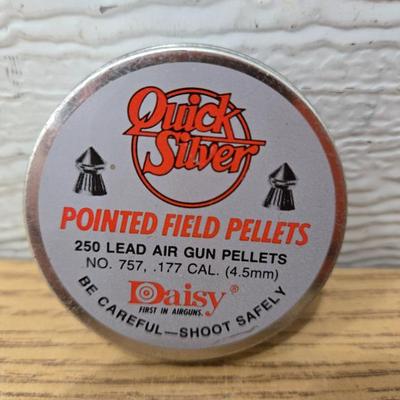 Quick
Silver
POINTED FIELD PELLETS
250 LEAD AIR GUN PELLETS
NO. 757, .177 CAL. (4.5mm)
Daisy®
FIRST IN AIRGUNS.
BE CAREFUL—SHOOT SAFELY